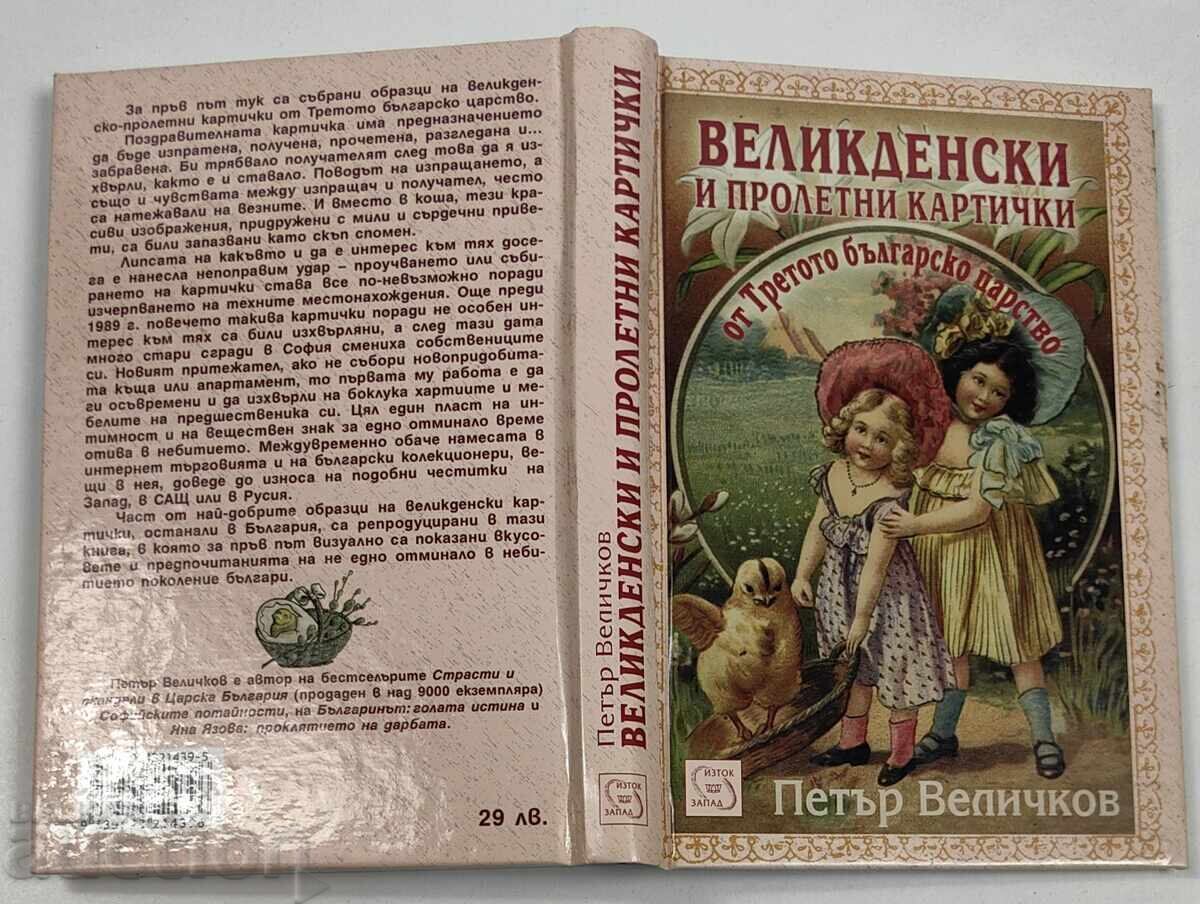 За пръв път тук са събрани образци на великден-
ско-пролетни картички от Третото българско царство.
Поздравителната картичка има предназначението
да бъде изпратена, получена, прочетена, разгледана и...
забравена. Би трябвало получателят след това да я из-
хвърли, както е и ставало. Поводът на изпращането, а
също и чувствата между изпращач и получател, често
са натежавали на везните. И вместо в коша, тези кра-
сиви изображения, придружени с мили и сърдечни приве-
ти, са били запазвани като скъп спомен.
Липсата на какъвто и да е интерес към тях досе-
га е нанесла непоправим удар – проучването или съби-
рането на картички става все по-невъзможно поради
изчерпването на техните местонахождения. Още преди
1989 г. повечето такива картички поради не особен ин-
терес към тях са били изхвърляни, а след тази дата
много стари сгради в София смениха собствениците
си. Новият притежател, ако не събори новопридобита-
та къща или апартамент, то първата му работа е да
ги осъвремени и да изхвърли на боклука хартиите и ме-
белите на предшественика си. Цял един пласт на ин-
тимност и на веществен знак за едно отминало време
отива в небитието. Междувременно обаче намесата в
интернет търговията и на български колекционери, ве-
щи в нея, доведе до износа на подобни честитки на
Запад, в САЩ или в Русия.
Част от най-добрите образци на великденски кар-
тички, останали в България, са репродуцирани в тази
книга, в която за пръв път визуално са показани вкусо-
вете и предпочитанията на не едно отминало в неби-
тието поколение българи.
Петър Величков е автор на бестселърите Страсти и
скандали в Царска България (продаден в над 9000 екземпляра)
Софийските потайности, на Българинът: голата истина и
Яна Язова: проклятието на дарбата.
29 лв.
Петър Величков
ВЕЛИКДЕНСКИ И ПРОЛЕТНИ КАРТИЧКИ
ИЗТОК
ЗАПАД
ВЕЛИКДЕНСКИ
И ПРОЛЕТНИ КАРТИЧКИ
от Третото българско царство
ИЗТОК
ЗАПАД
Петър Величков